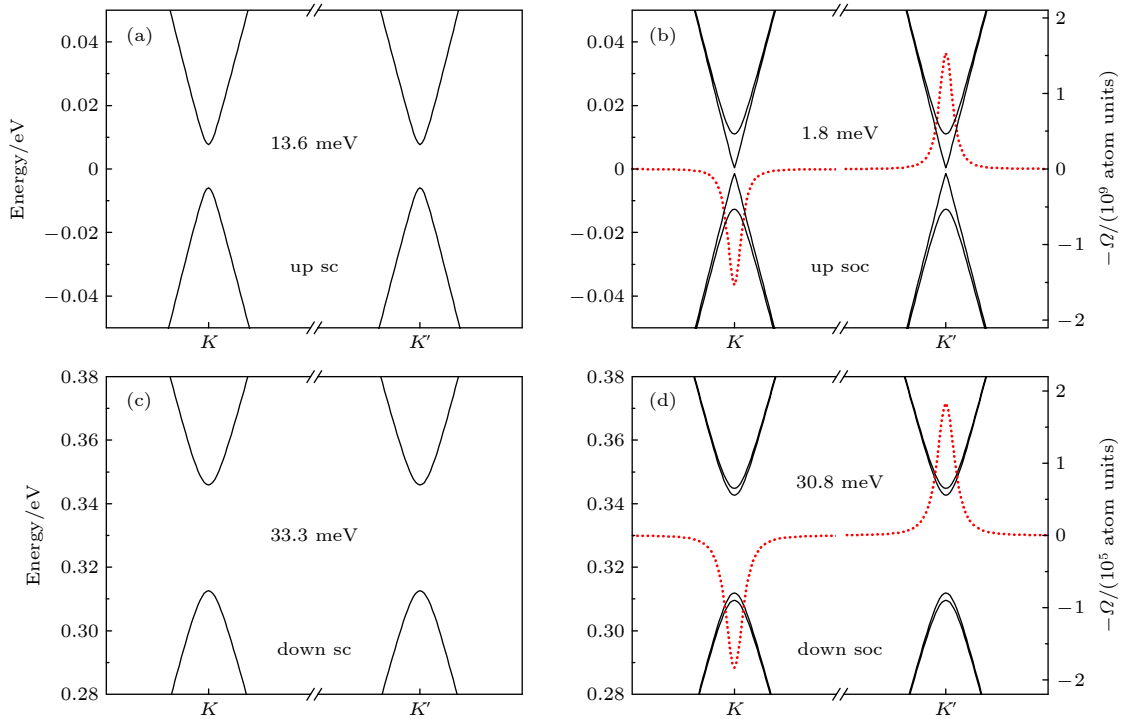 (a)
0.04
0.02
0
−0.02
−0.04
Energy/eV
13.6 meV
up sc
K
K′
(b)
0.04
0.02
0
−0.02
−0.04
1.8 meV
up soc
K
K′
2
1
0
−1
−2
−Ω/(10⁹ atom units)
(c)
0.38
0.36
0.34
0.32
0.30
0.28
Energy/eV
33.3 meV
down sc
K
K′
(d)
0.38
0.36
0.34
0.32
0.30
0.28
30.8 meV
down soc
K
K′
2
1
0
−1
−2
−Ω/(10⁵ atom units)